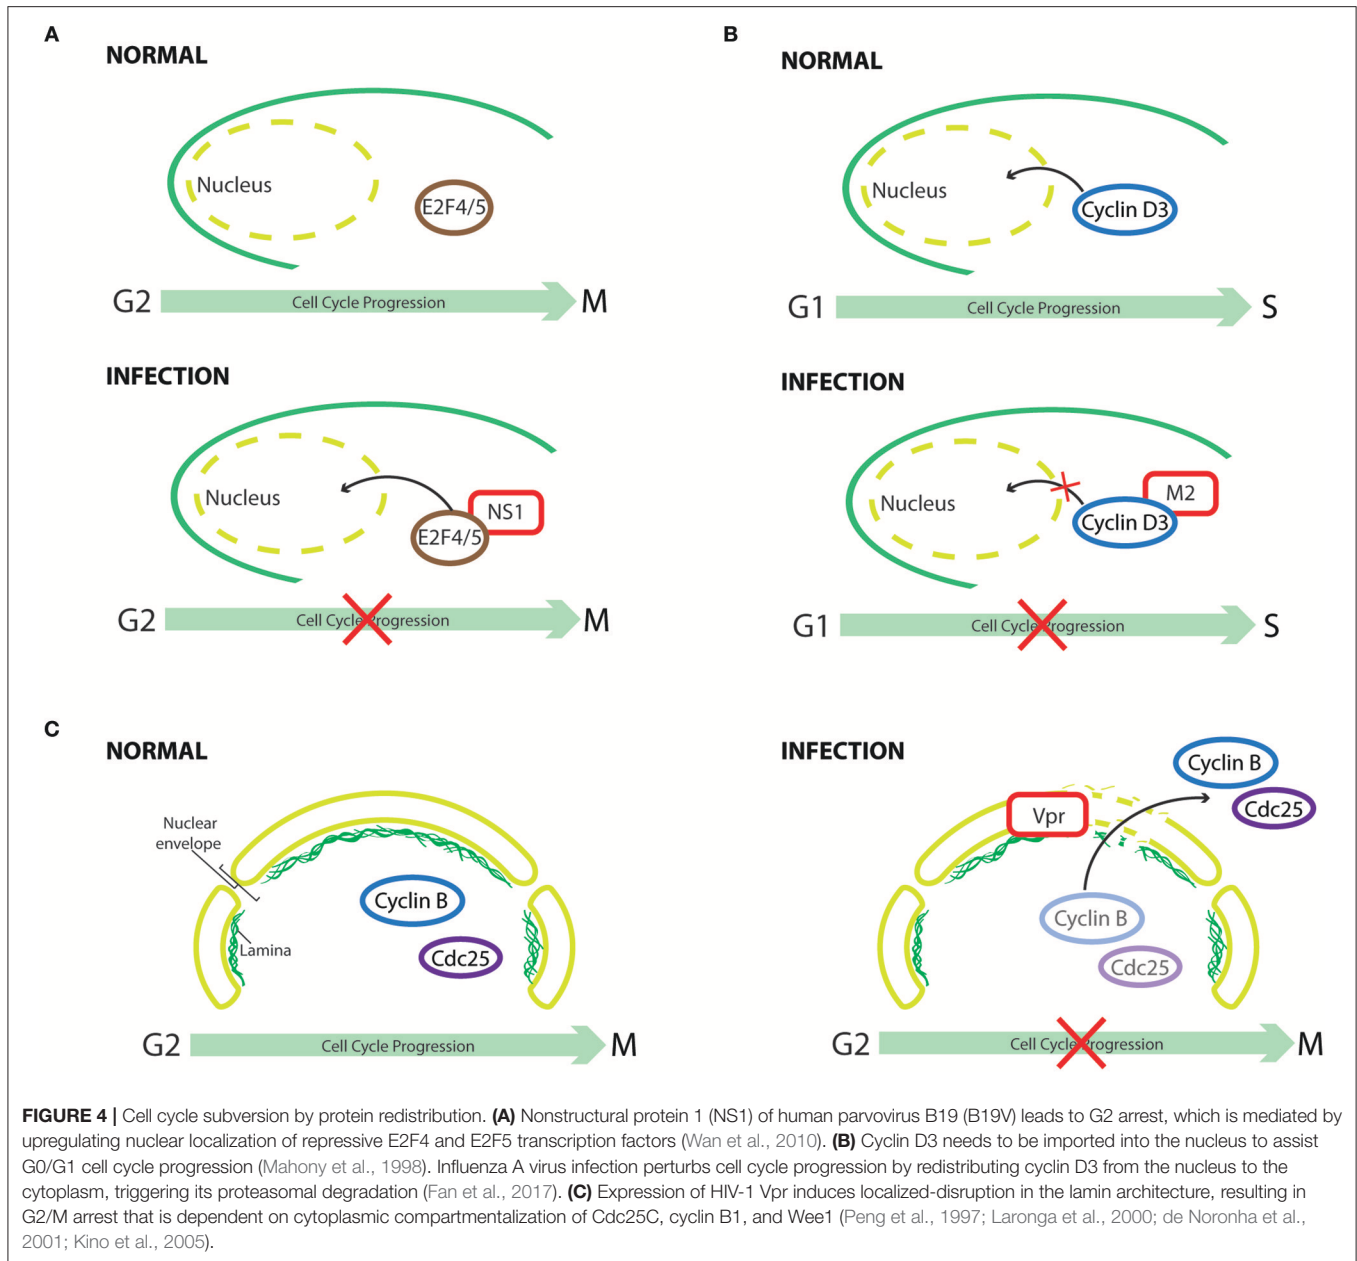 A
NORMAL
Nucleus
E2F4/5
G2
Cell Cycle Progression
M
INFECTION
Nucleus
NS1
E2F4/5
G2
Cell Cycle Progression
M
B
NORMAL
Nucleus
Cyclin D3
G1
Cell Cycle Progression
S
INFECTION
Nucleus
M2
Cyclin D3
G1
Cell Cycle Progression
S
C
NORMAL
Nuclear
envelope
Cyclin B
Lamina
Cdc25
G2
Cell Cycle Progression
M
INFECTION
Cyclin B
Cdc25
Vpr
Cyclin B
Cdc25
G2
Cell Cycle Progression
M
FIGURE 4 | Cell cycle subversion by protein redistribution. (A) Nonstructural protein 1 (NS1) of human parvovirus B19 (B19V) leads to G2 arrest, which is mediated by
upregulating nuclear localization of repressive E2F4 and E2F5 transcription factors (Wan et al., 2010). (B) Cyclin D3 needs to be imported into the nucleus to assist
G0/G1 cell cycle progression (Mahony et al., 1998). Influenza A virus infection perturbs cell cycle progression by redistributing cyclin D3 from the nucleus to the
cytoplasm, triggering its proteasomal degradation (Fan et al., 2017). (C) Expression of HIV-1 Vpr induces localized-disruption in the lamin architecture, resulting in
G2/M arrest that is dependent on cytoplasmic compartmentalization of Cdc25C, cyclin B1, and Wee1 (Peng et al., 1997; Laronga et al., 2000; de Noronha et al.,
2001; Kino et al., 2005).